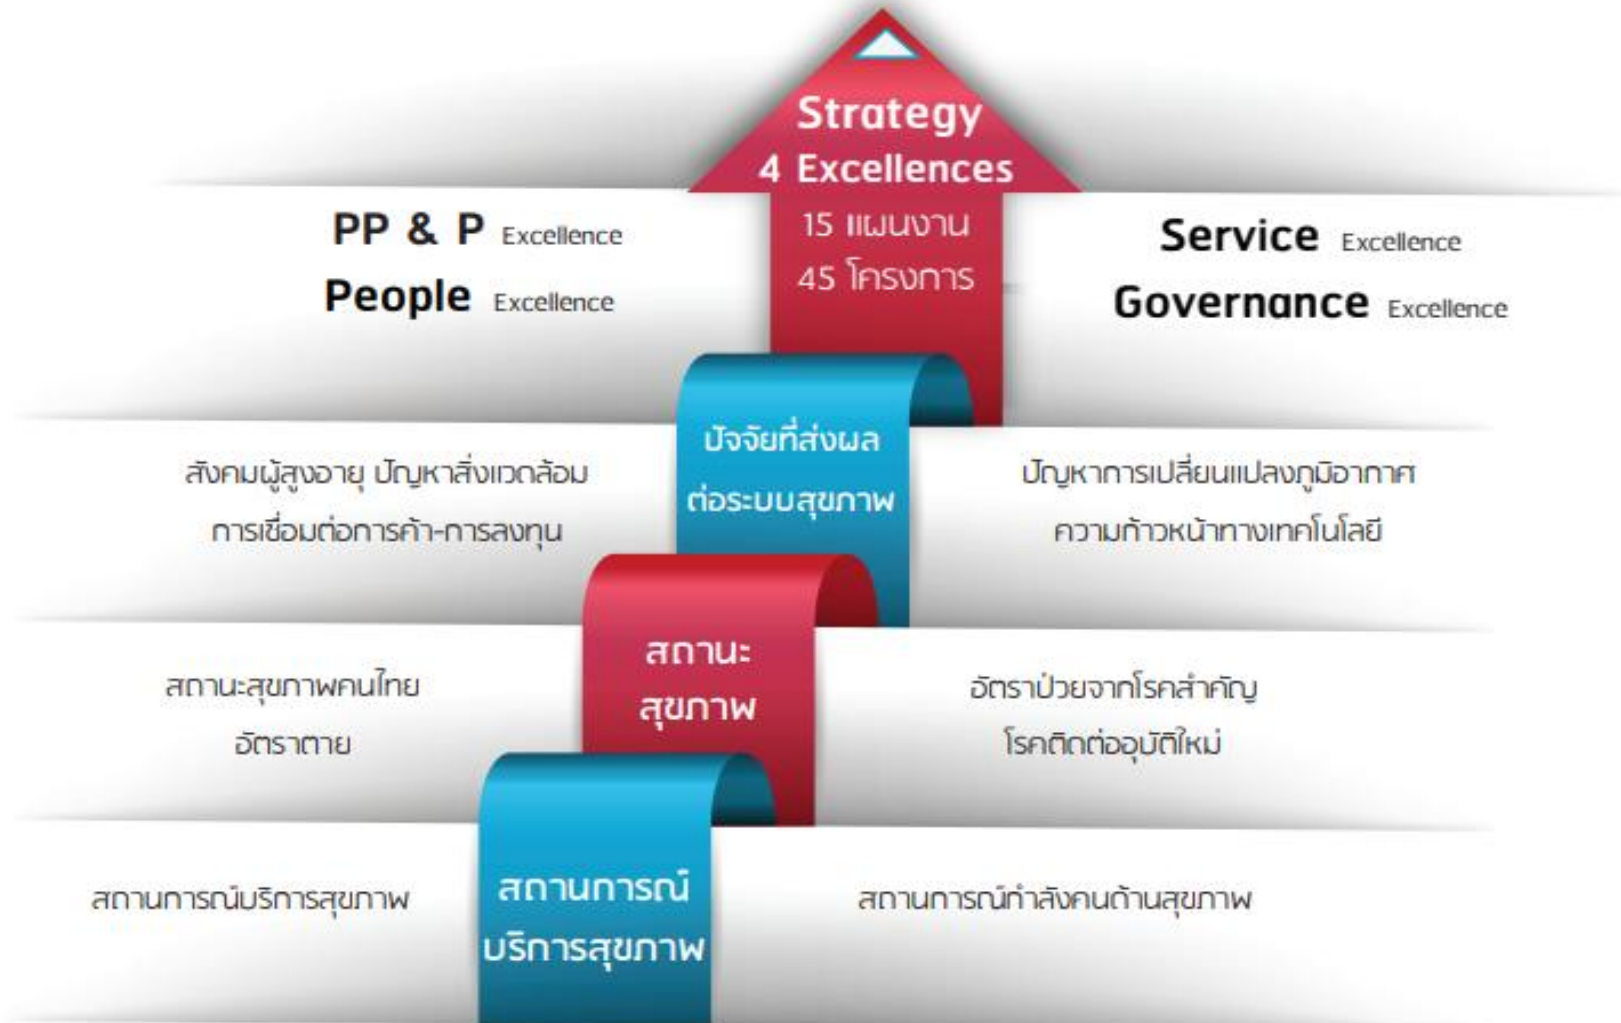 Strategy
4 Excellences
15 แผนงาน
45 โครงการ
PP & P Excellence
People Excellence
Service Excellence
Governance Excellence
ปัจจัยที่ส่งผล
ต่อระบบสุขภาพ
สังคมผู้สูงอายุ ปัญหาสิ่งแวดล้อม
การเชื่อมต่อการค้า-การลงทุน
ปัญหาการเปลี่ยนแปลงภูมิอากาศ
ความก้าวหน้าทางเทคโนโลยี
สถานะ
สุขภาพ
สถานะสุขภาพคนไทย
อัตราตาย
อัตราป่วยจากโรคสำคัญ
โรคติดต่ออุบัติใหม่
สถานการณ์
บริการสุขภาพ
สถานการณ์บริการสุขภาพ
สถานการณ์กำลังคนด้านสุขภาพ